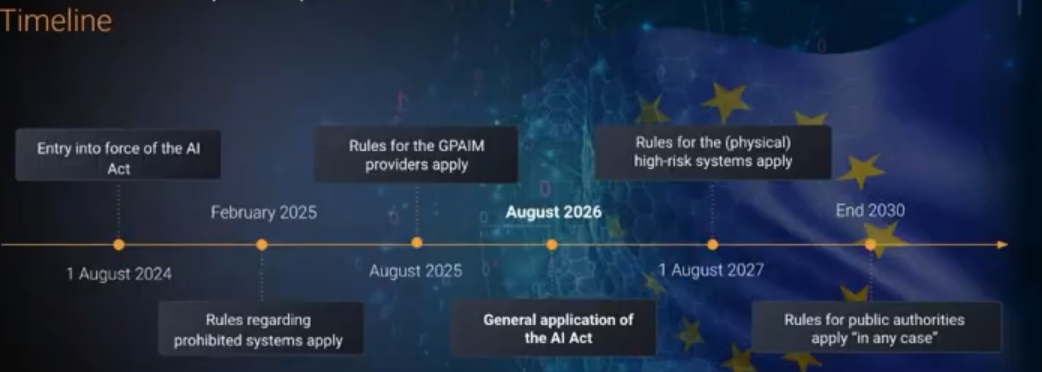 Timeline
Entry into force of the AI
Act
Rules for the GPAIM
providers apply
Rules for the (physical)
high-risk systems apply
February 2025
August 2026
End 2030
1 August 2024
August 2025
1 August 2027
Rules regarding
prohibited systems apply
General application of
the AI Act
Rules for public authorities
apply “in any case”